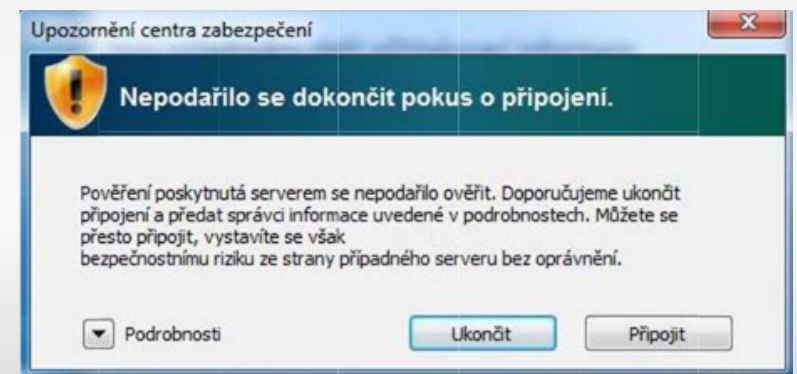 Upozornění centra zabezpečení
Nepodařilo se dokončit pokus o připojení.
Pověření poskytnutá serverem se nepodařilo ověřit. Doporučujeme ukončit
připojení a předat správci informace uvedené v podrobnostech. Můžete se
přesto připojit, vystavíte se však
bezpečnostnímu riziku ze strany případného serveru bez oprávnění.
Podrobnosti
Ukončit
Připojit